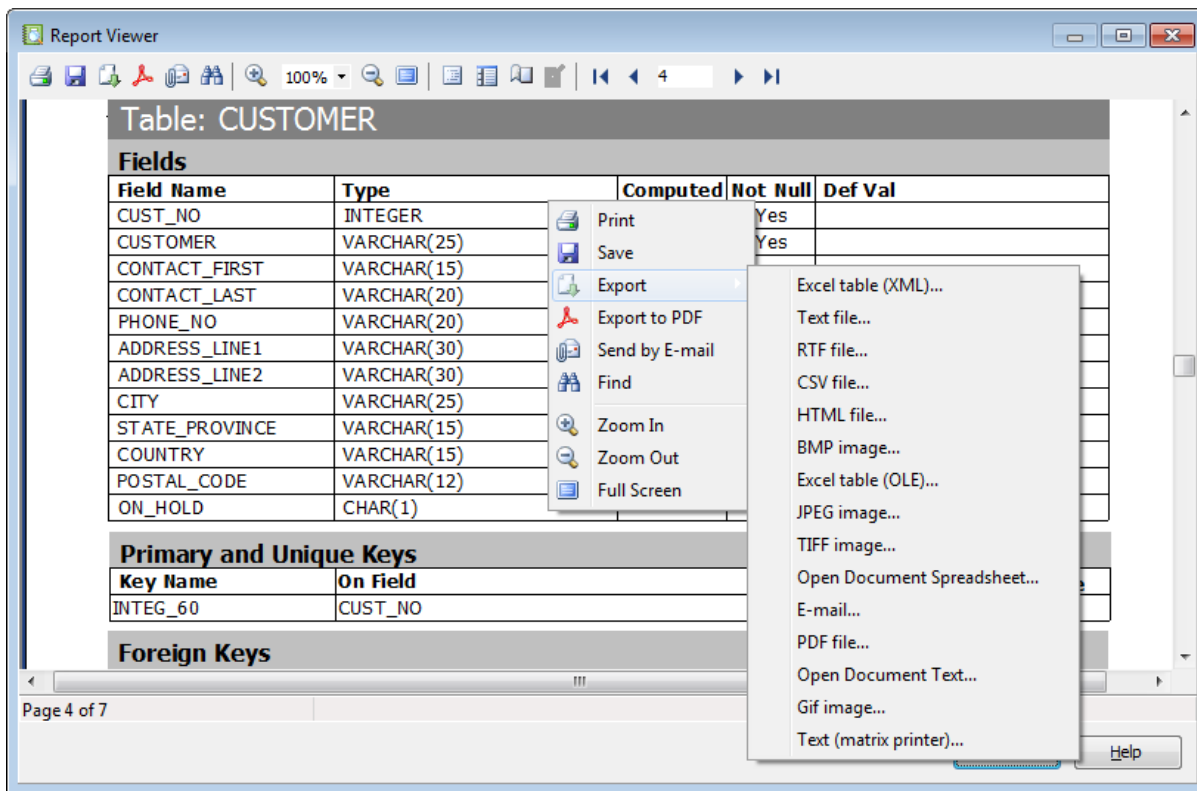 Report Viewer
100%
4
Table: CUSTOMER
Fields
Field Name Type Computed Not Null Def Val
CUST_NO INTEGER Yes
CUSTOMER VARCHAR(25) Yes
CONTACT_FIRST VARCHAR(15)
CONTACT_LAST VARCHAR(20)
PHONE_NO VARCHAR(20)
ADDRESS_LINE1 VARCHAR(30)
ADDRESS_LINE2 VARCHAR(30)
CITY VARCHAR(25)
STATE_PROVINCE VARCHAR(15)
COUNTRY VARCHAR(15)
POSTAL_CODE VARCHAR(12)
ON_HOLD CHAR(1)
Primary and Unique Keys
Key Name On Field
INTEG_60 CUST_NO
Foreign Keys
Print
Save
Export
Export to PDF
Send by E-mail
Find
Zoom In
Zoom Out
Full Screen
Excel table (XML)...
Text file...
RTF file...
CSV file...
HTML file...
BMP image...
Excel table (OLE)...
JPEG image...
TIFF image...
Open Document Spreadsheet...
E-mail...
PDF file...
Open Document Text...
Gif image...
Text (matrix printer)...
Page 4 of 7
Help